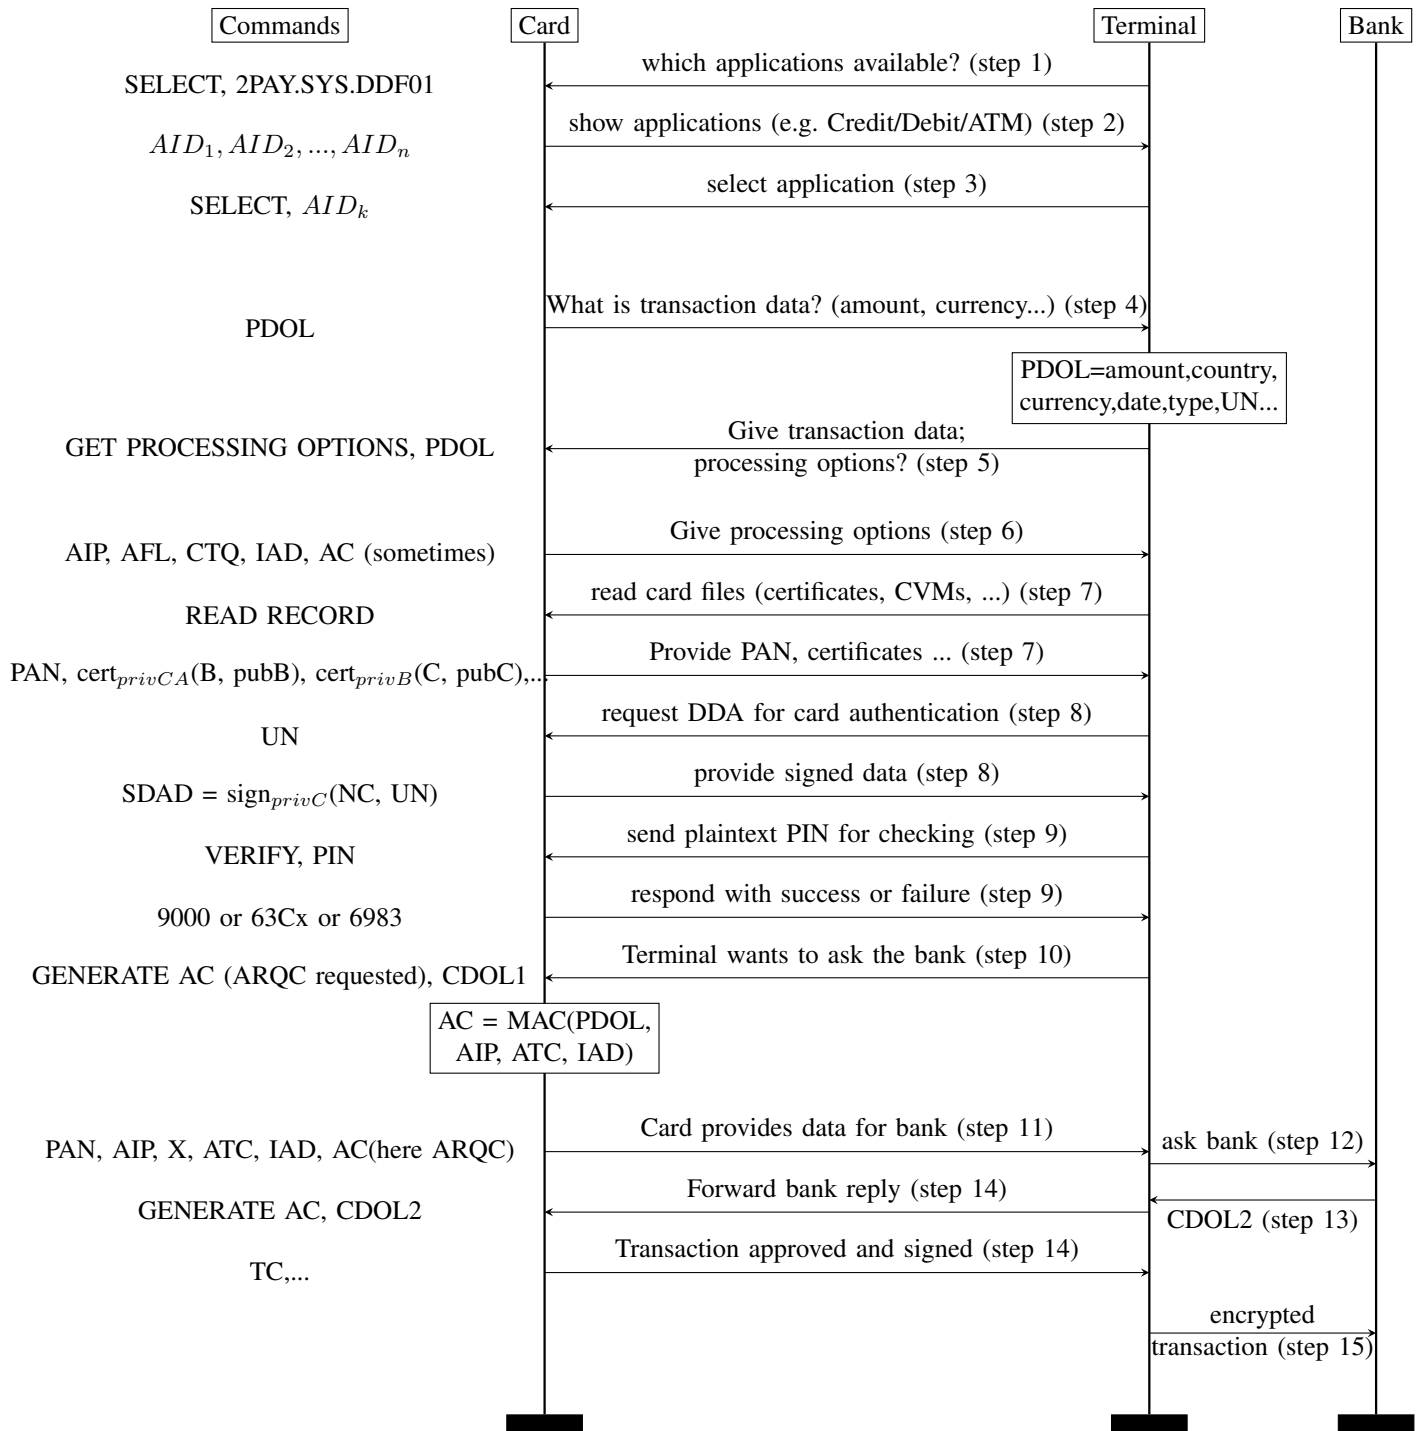 Commands Card Terminal Bank
which applications available? (step 1)
SELECT, 2PAY.SYS.DDF01
show applications (e.g. Credit/Debit/ATM) (step 2)
AID₁, AID₂, ..., AIDₙ
select application (step 3)
SELECT, AIDₖ
What is transaction data? (amount, currency...) (step 4)
PDOL
PDOL=amount,country,
currency,date,type,UN...
Give transaction data;
GET PROCESSING OPTIONS, PDOL
processing options? (step 5)
Give processing options (step 6)
AIP, AFL, CTQ, IAD, AC (sometimes)
read card files (certificates, CVMs, ...) (step 7)
READ RECORD
Provide PAN, certificates ... (step 7)
PAN, cert_privCA(B, pubB), cert_privB(C, pubC),...
request DDA for card authentication (step 8)
UN
provide signed data (step 8)
SDAD = sign_privC(NC, UN)
send plaintext PIN for checking (step 9)
VERIFY, PIN
respond with success or failure (step 9)
9000 or 63Cx or 6983
Terminal wants to ask the bank (step 10)
GENERATE AC (ARQC requested), CDOL1
AC = MAC(PDOL,
AIP, ATC, IAD)
Card provides data for bank (step 11)
PAN, AIP, X, ATC, IAD, AC(here ARQC)
ask bank (step 12)
Forward bank reply (step 14)
GENERATE AC, CDOL2
CDOL2 (step 13)
Transaction approved and signed (step 14)
TC,...
encrypted
transaction (step 15)